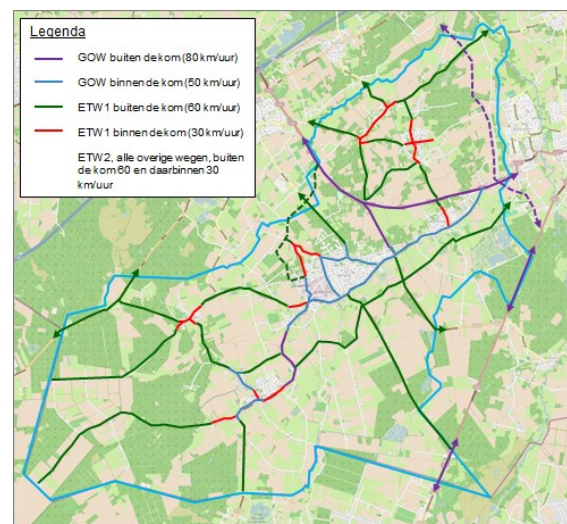 Legenda
GOW buiten de kom (80 km/uur)
GOW binnen de kom (50 km/uur)
ETW1 buiten de kom (60 km/uur)
ETW1 binnen de kom (30 km/uur)
ETW2, alle overige wegen, buiten
de kom 60 en daarbinnen 30
km/uur